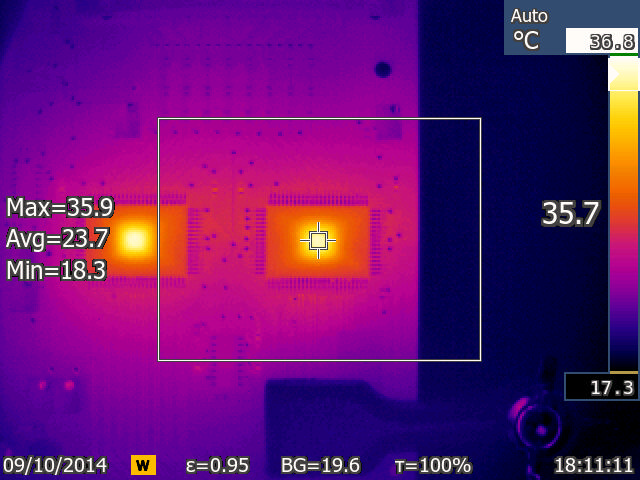 Auto
°C
36.8
Max=35.9
Avg=23.7
Min=18.3
35.7
17.3
09/10/2014 W ε=0.95 BG=19.6 τ=100% 18:11:11